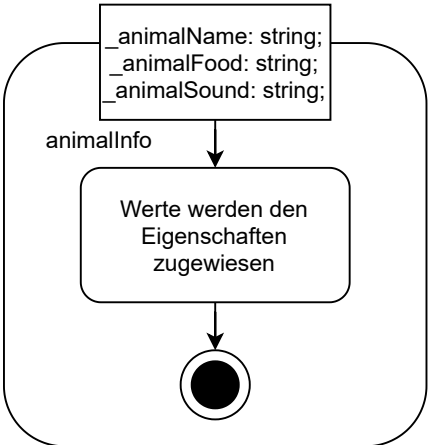 _animalName: string;
_animalFood: string;
_animalSound: string;
animalInfo
Werte werden den
Eigenschaften
zugewiesen